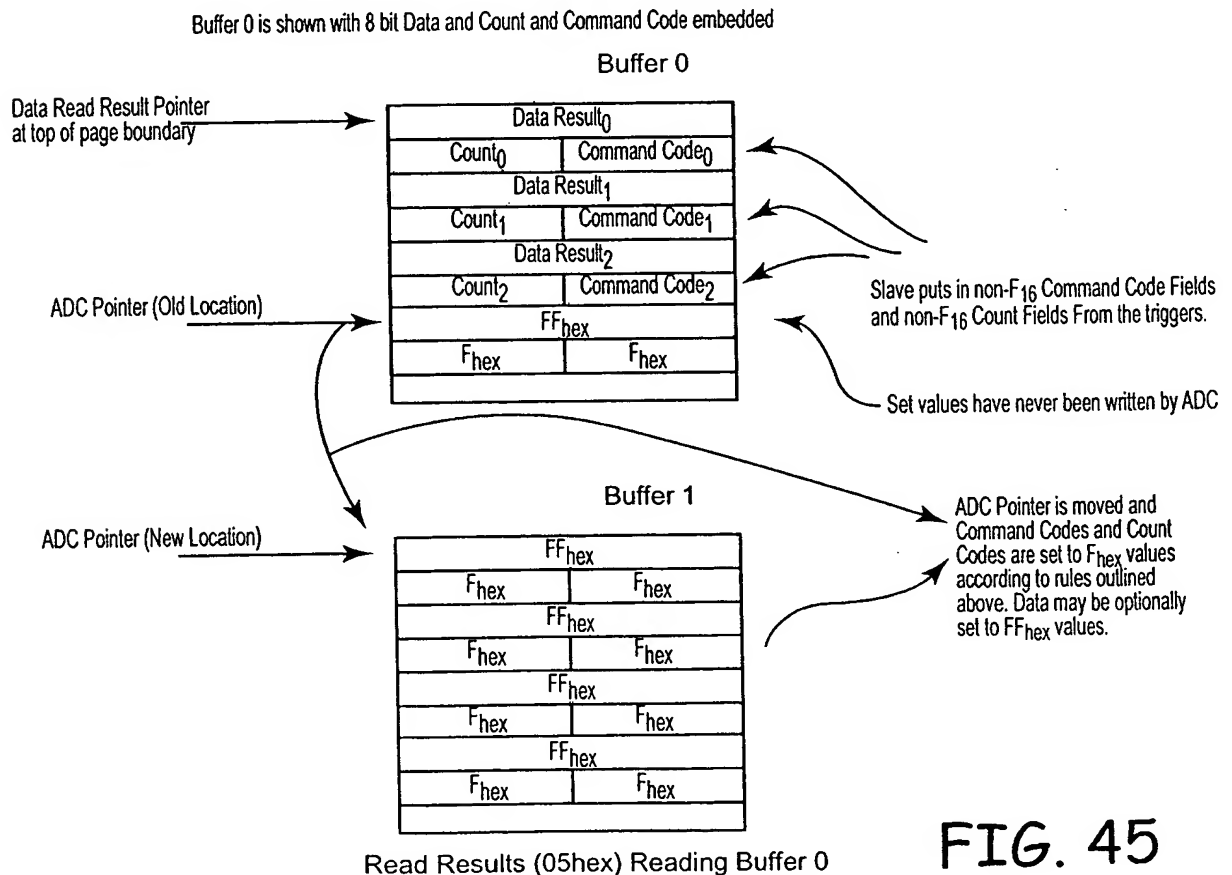 Buffer 0 is shown with 8 bit Data and Count and Command Code embedded
Buffer 0
Data Read Result Pointer
at top of page boundary
Data Result0
Count0 Command Code0
Data Result1
Count1 Command Code1
Data Result2
Count2 Command Code2
ADC Pointer (Old Location)
FFhex
Fhex Fhex
Slave puts in non-F16 Command Code Fields
and non-F16 Count Fields From the triggers.
Set values have never been written by ADC
Buffer 1
ADC Pointer (New Location)
FFhex
Fhex Fhex
FFhex
Fhex Fhex
FFhex
Fhex Fhex
FFhex
Fhex Fhex
ADC Pointer is moved and
Command Codes and Count
Codes are set to Fhex values
according to rules outlined
above. Data may be optionally
set to FFhex values.
Read Results (05hex) Reading Buffer 0
FIG. 45